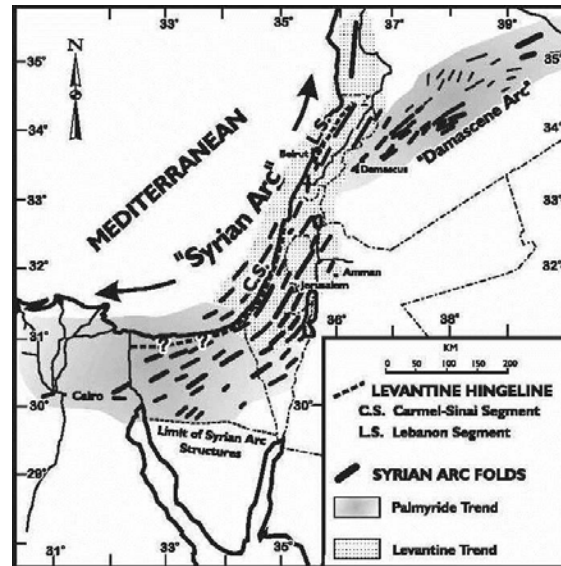 37°
39°
33°
35°
N
35°
35°
34°
34°
33°
33°
32°
32°
31°
31°
30°
30°
29°
MEDITERRANEAN
"Syrian Arc"
"Damascene Arc"
L.S.
C.S.
Beirut
Damascus
Amman
Jerusalem
Cairo
? ?
Limit of Syrian Arc
Structures
36°
38°
31°
33°
35°
KM
0 50 100 150 200
LEVANTINE HINGELINE
C.S. Carmel-Sinai Segment
L.S. Lebanon Segment
SYRIAN ARC FOLDS
Palmyride Trend
Levantine Trend